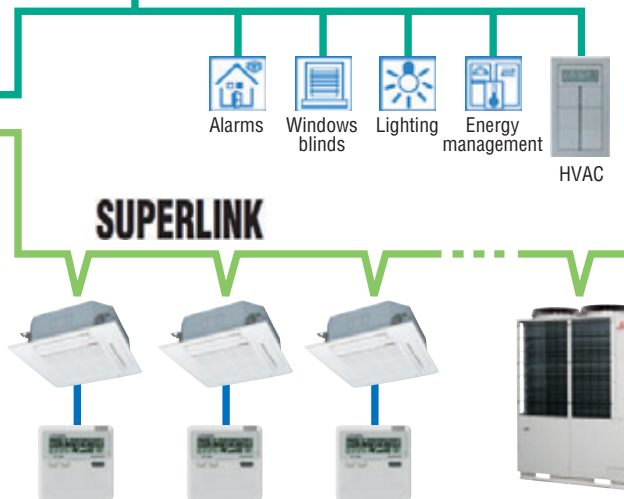 Alarms
Windows
blinds
Lighting
Energy
management
HVAC
SUPERLINK